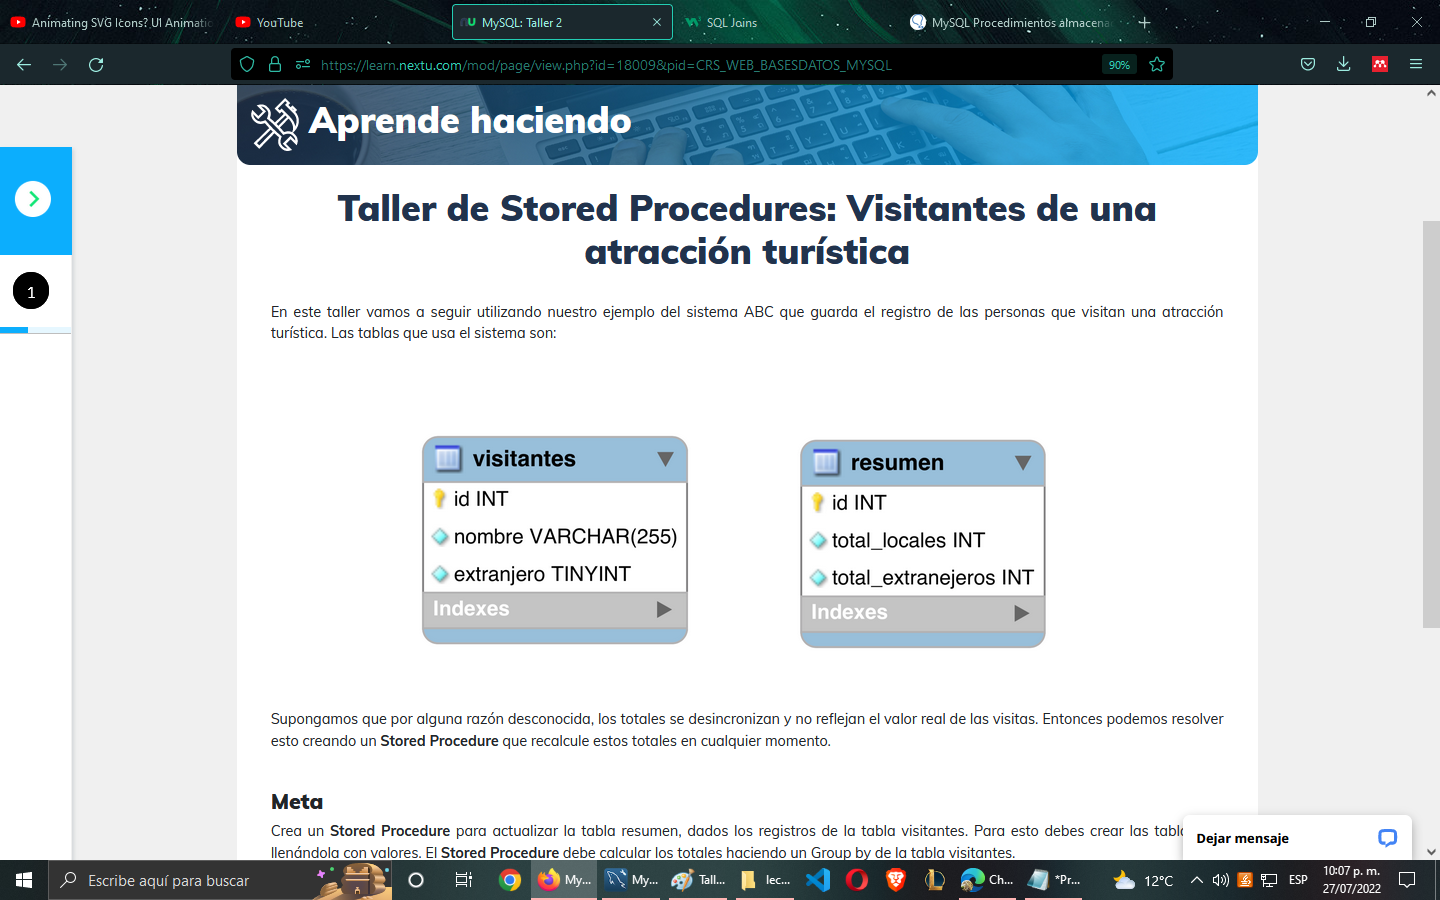 Animating SVG Icons? UI Animatio
YouTube
MySQL: Taller 2
SQL Joins
MySQL Procedimientos almacena
https://learn.nextu.com/mod/page/view.php?id=18009&pid=CRS_WEB_BASESDATOS_MYSQL
90%
Aprende haciendo
1
Taller de Stored Procedures: Visitantes de una
atracción turística
En este taller vamos a seguir utilizando nuestro ejemplo del sistema ABC que guarda el registro de las personas que visitan una atracción
turística. Las tablas que usa el sistema son:
visitantes
id INT
nombre VARCHAR(255)
extranjero TINYINT
Indexes
resumen
id INT
total_locales INT
total_extranejeros INT
Indexes
Supongamos que por alguna razón desconocida, los totales se desincronizan y no reflejan el valor real de las visitas. Entonces podemos resolver
esto creando un Stored Procedure que recalcule estos totales en cualquier momento.
Meta
Crea un Stored Procedure para actualizar la tabla resumen, dados los registros de la tabla visitantes. Para esto debes crear las tabl
llenándola con valores. El Stored Procedure debe calcular los totales haciendo un Group by de la tabla visitantes.
Dejar mensaje
Escribe aquí para buscar
My...
My...
Tall...
lec...
Ch...
*Pr...
12°C
ESP
10:07 p. m.
27/07/2022